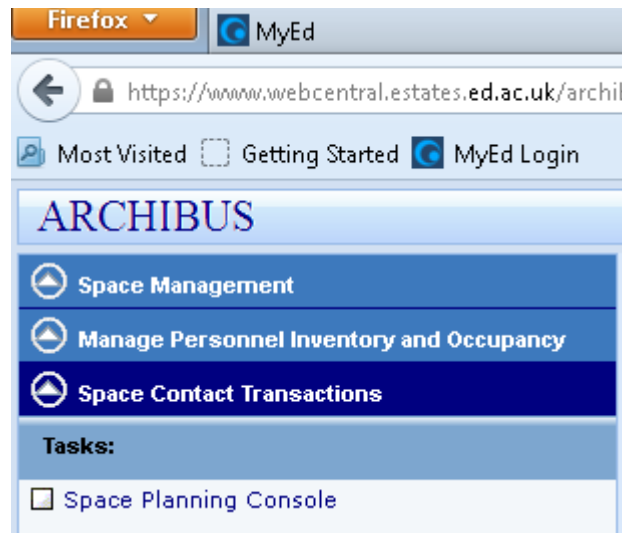 Firefox
MyEd
https://www.webcentral.estates.ed.ac.uk/archil
Most Visited Getting Started MyEd Login
ARCHIBUS
Space Management
Manage Personnel Inventory and Occupancy
Space Contact Transactions
Tasks:
Space Planning Console